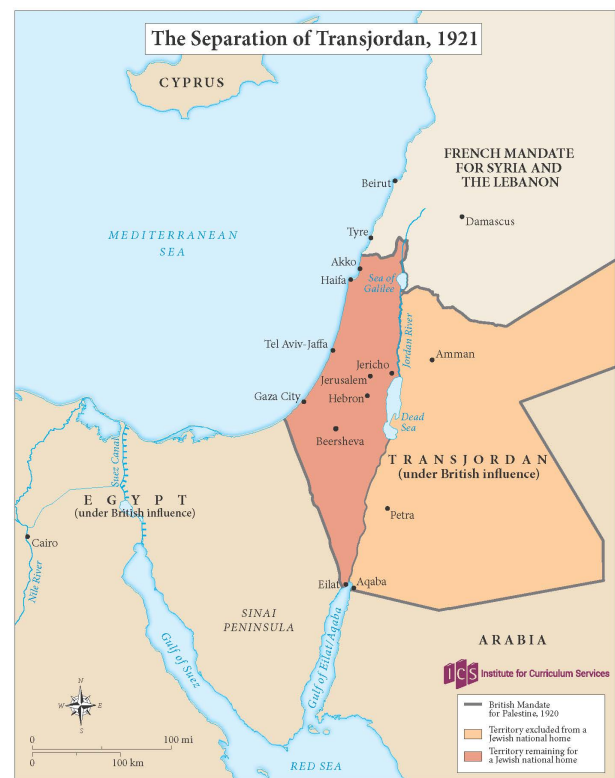 The Separation of Transjordan, 1921
CYPRUS
FRENCH MANDATE
FOR SYRIA AND
THE LEBANON
Beirut
Damascus
MEDITERRANEAN
SEA
Tyre
Akko
Haifa
Sea of
Galilee
Jordan River
Tel Aviv-Jaffa
Amman
Jericho
Jerusalem
Gaza City
Hebron
Dead
Sea
Beersheva
TRANSJORDAN
(under British influence)
Suez Canal
EGYPT
(under British influence)
Petra
Cairo
Nile River
Eilat
Aqaba
SINAI
PENINSULA
Gulf of Suez
Gulf of Eilat/Aqaba
ARABIA
ICS Institute for Curriculum Services
N
W
E
S
0
100 mi
0
100 km
RED SEA
British Mandate
for Palestine, 1920
Territory excluded from a
Jewish national home
Territory remaining for
a Jewish national home